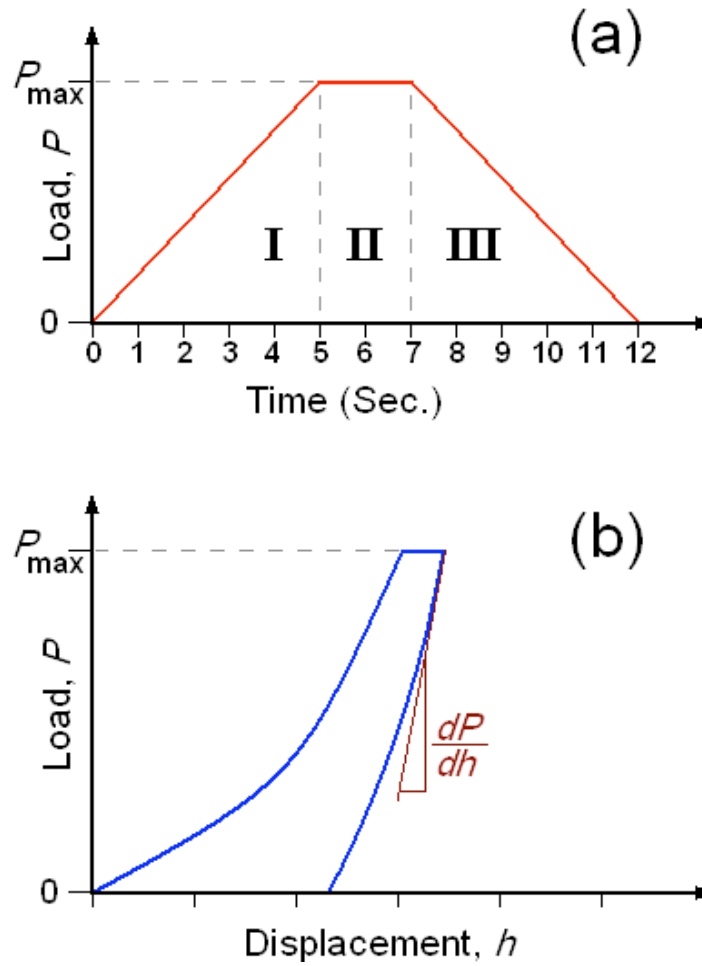 (a)
Pmax
Load, P
I II III
0
0 1 2 3 4 5 6 7 8 9 10 11 12
Time (Sec.)
(b)
Pmax
Load, P
dP
dh
0
Displacement, h